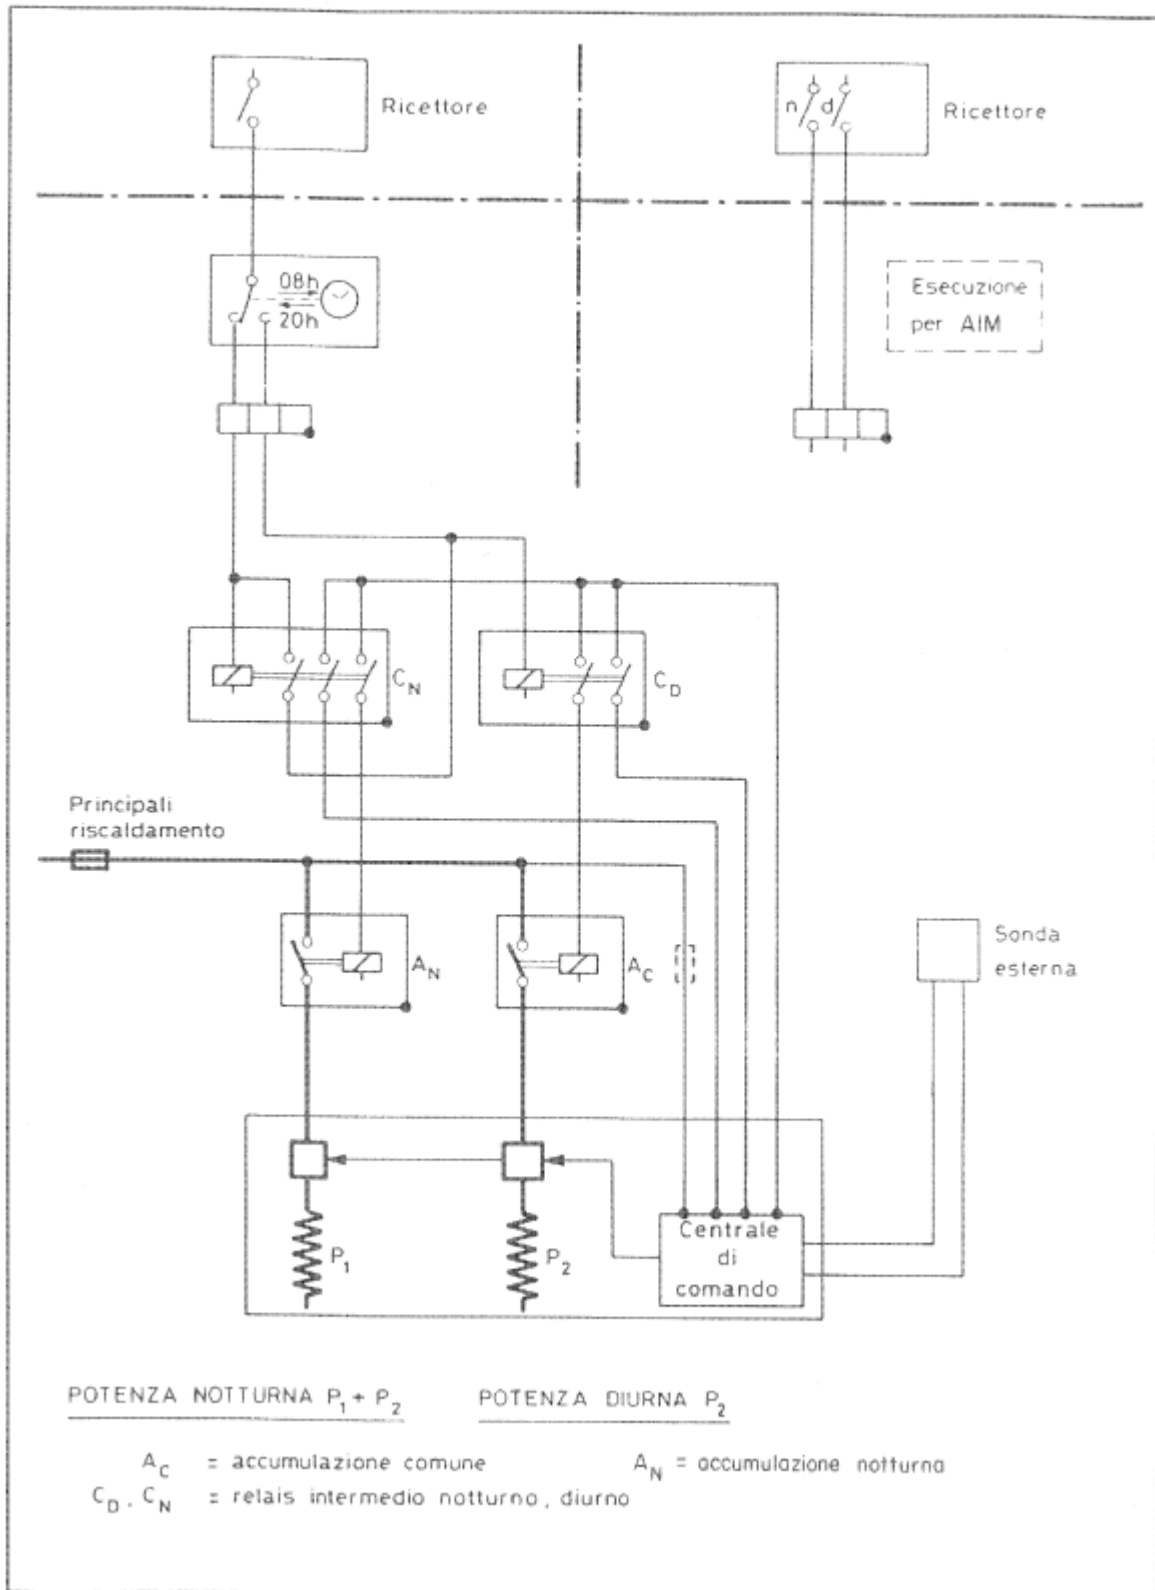 Ricettore
n d
Ricettore
08h
20h
Esecuzione
per AIM
C_N
C_D
Principali
riscaldamento
A_N
A_C
Sonda
esterna
P_1
P_2
Centrale
di
comando
POTENZA NOTTURNA P_1 + P_2
POTENZA DIURNA P_2
A_C = accumulazione comune
A_N = accumulazione notturna
C_D , C_N = relais intermedio notturno, diurno